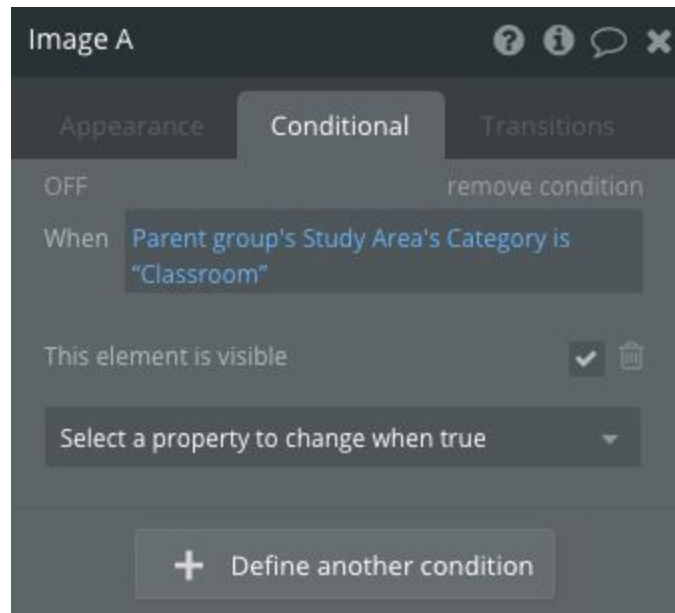 Image A
Appearance Conditional Transitions
OFF remove condition
When Parent group's Study Area's Category is
“Classroom”
This element is visible
Select a property to change when true
+ Define another condition